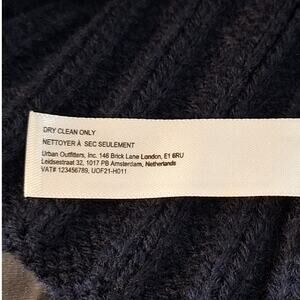 DRY CLEAN ONLY
NETTOYER À SEC SEULEMENT
Urban Outfitters, Inc. 146 Brick Lane London, E1 6RU
Leidsestraat 32, 1017 PB Amsterdam, Netherlands
VAT# 123456789, UOF21-H011